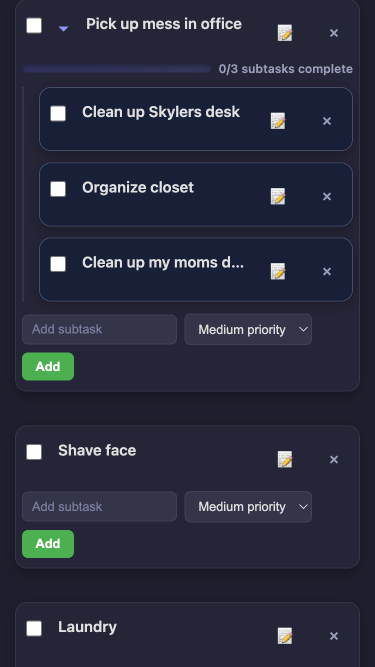 Pick up mess in office
0/3 subtasks complete
Clean up Skylers desk
Organize closet
Clean up my moms d...
Add subtask
Medium priority
Add
Shave face
Add subtask
Medium priority
Add
Laundry